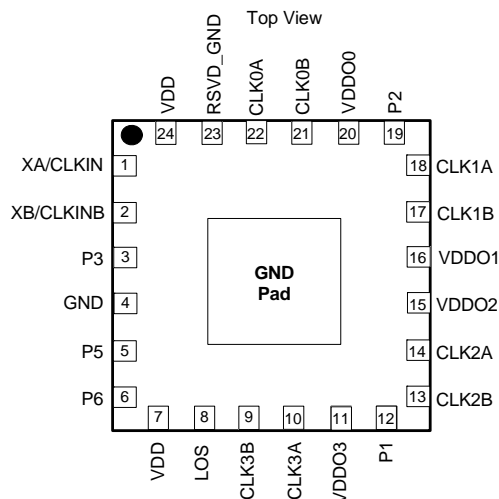 Top View
VDD
RSVD_GND
CLK0A
CLK0B
VDDO0
P2
24
23
22
21
20
19
XA/CLKIN 1
18 CLK1A
XB/CLKINB 2
17 CLK1B
P3 3
16 VDDO1
GND
Pad
GND 4
15 VDDO2
P5 5
14 CLK2A
P6 6
13 CLK2B
7
8
9
10
11
12
VDD
LOS
CLK3B
CLK3A
VDDO3
P1